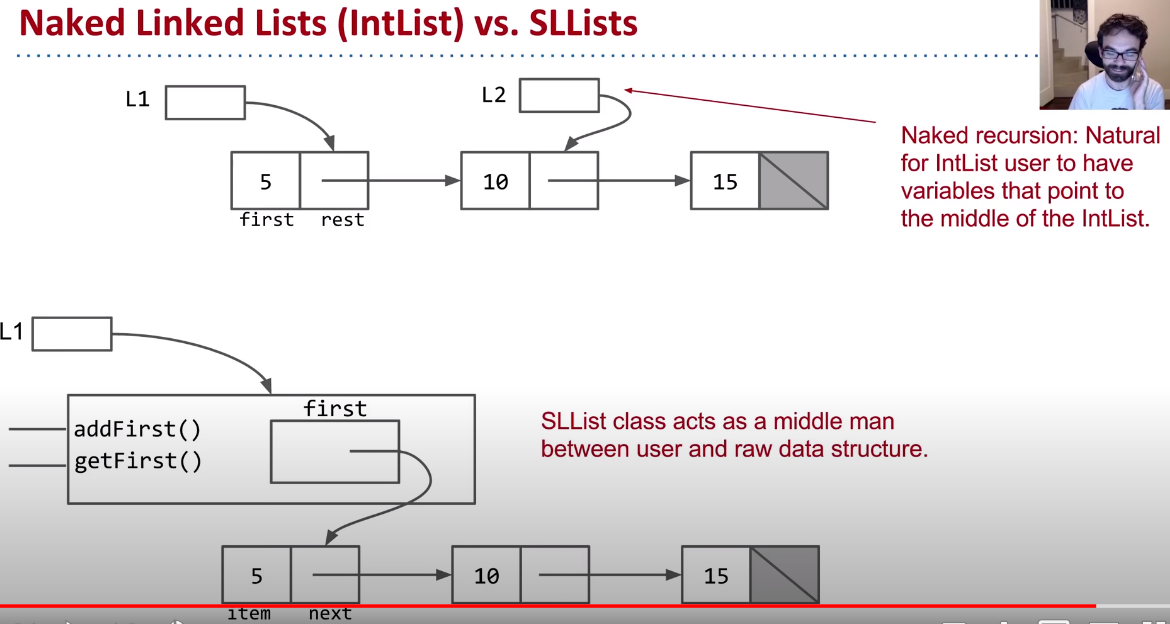 Naked Linked Lists (IntList) vs. SLLists
L1
L2
5
10
15
first rest
Naked recursion: Natural
for IntList user to have
variables that point to
the middle of the IntList.
L1
first
addFirst()
getFirst()
SLList class acts as a middle man
between user and raw data structure.
5
10
15
item next